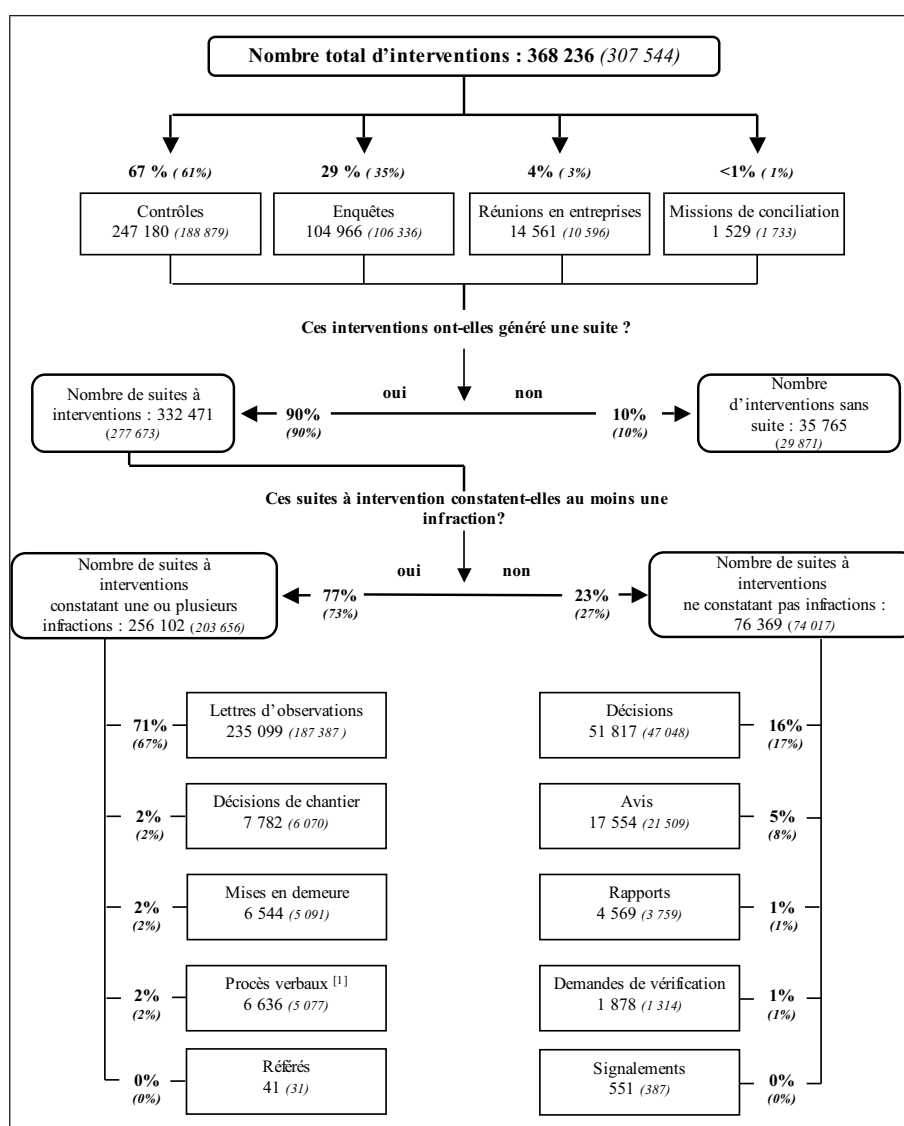 Nombre total d’interventions : 368 236 (307 544)
67 % ( 61%)
29 % ( 35%)
4% ( 3%)
<1% ( 1%)
Contrôles
247 180 (188 879)
Enquêtes
104 966 (106 336)
Réunions en entreprises
14 561 (10 596)
Missions de conciliation
1 529 (1 733)
Ces interventions ont-elles généré une suite ?
Nombre de suites à
interventions : 332 471
(277 673)
90%
(90%)
oui
non
10%
(10%)
Nombre
d’interventions sans
suite : 35 765
(29 871)
Ces suites à intervention constatent-elles au moins une
infraction?
Nombre de suites à
interventions
constatant une ou plusieurs
infractions : 256 102 (203 656)
77%
(73%)
oui
non
23%
(27%)
Nombre de suites à
interventions
ne constatant pas infractions :
76 369 (74 017)
71%
(67%)
Lettres d’observations
235 099 (187 387 )
Décisions
51 817 (47 048)
16%
(17%)
2%
(2%)
Décisions de chantier
7 782 (6 070)
Avis
17 554 (21 509)
5%
(8%)
2%
(2%)
Mises en demeure
6 544 (5 091)
Rapports
4 569 (3 759)
1%
(1%)
2%
(2%)
Procès verbaux [1]
6 636 (5 077)
Demandes de vérification
1 878 (1 314)
1%
(1%)
0%
(0%)
Référés
41 (31)
Signalements
551 (387)
0%
(0%)